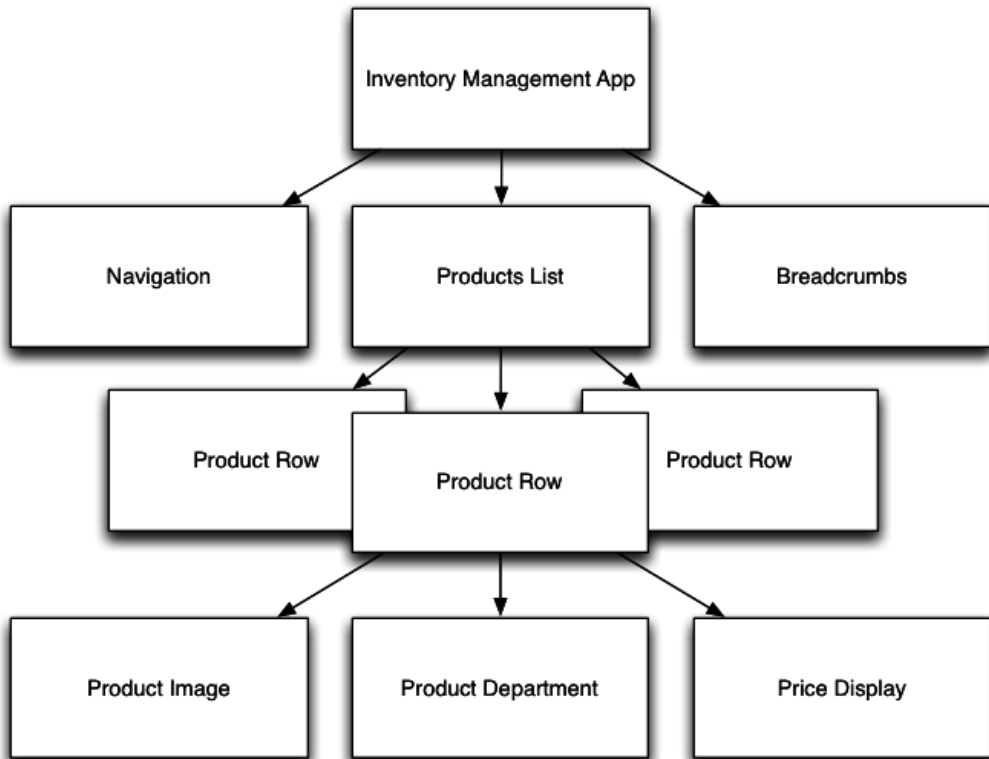 Inventory Management App
Navigation
Products List
Breadcrumbs
Product Row
Product Row
Product Row
Product Image
Product Department
Price Display